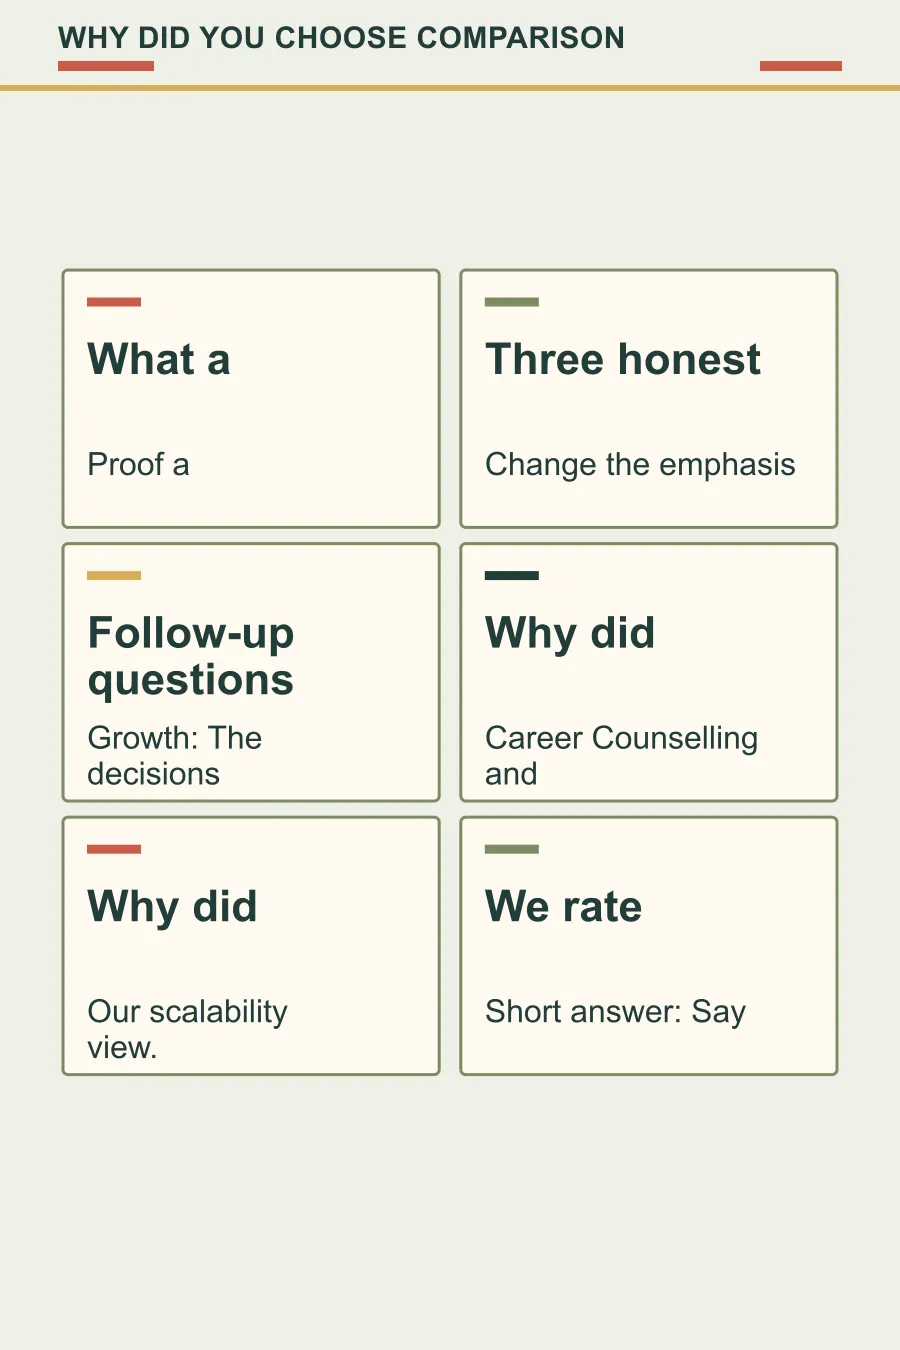 WHY DID YOU CHOOSE COMPARISON
What a
Proof a
Three honest
Change the emphasis
Follow-up
questions
Growth: The
decisions
Why did
Career Counselling
and
Why did
Our scalability
view.
We rate
Short answer: Say